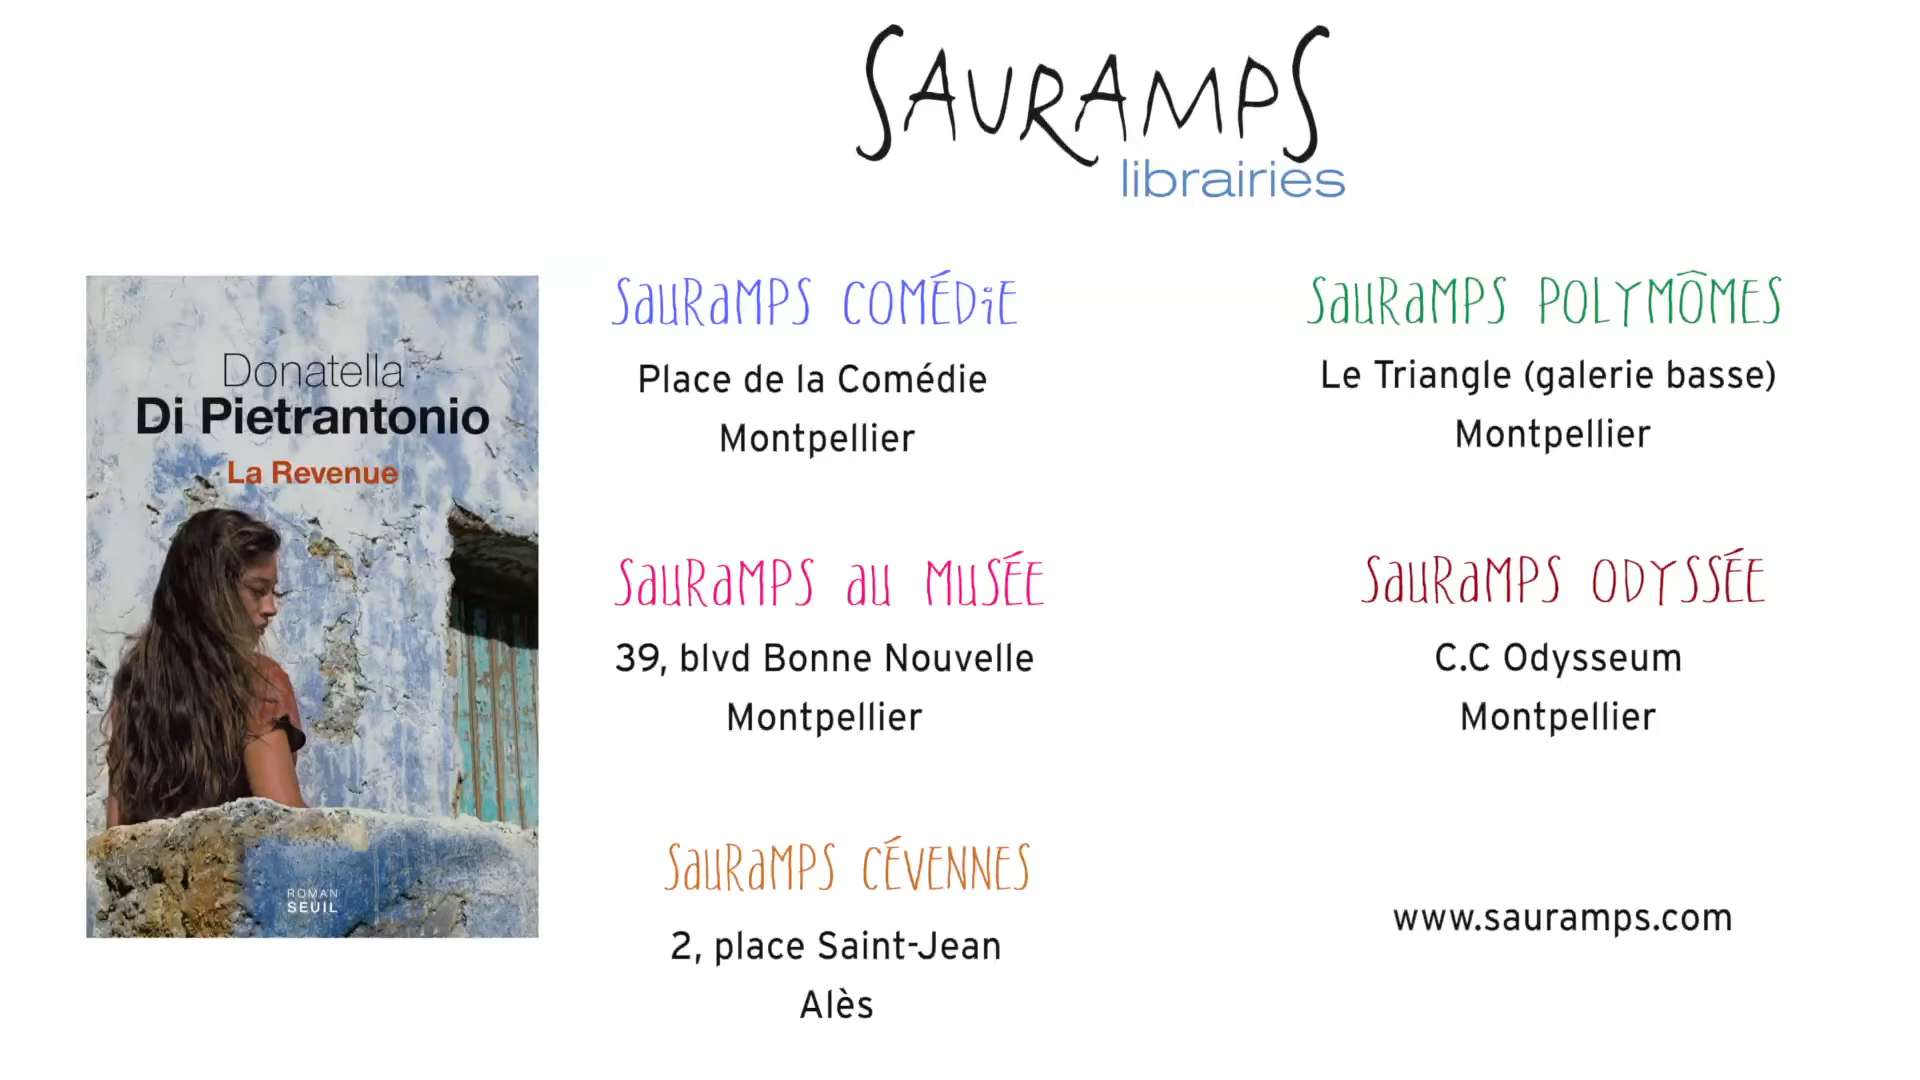 SAURAMPS
librairies
Donatella
Di Pietrantonio
La Revenue
ROMAN
SEUIL
SAURAMPS COMÉDIE
Place de la Comédie
Montpellier
SAURAMPS POLYMÔMES
Le Triangle (galerie basse)
Montpellier
SAURAMPS AU MUSÉE
39, blvd Bonne Nouvelle
Montpellier
SAURAMPS ODYSSÉE
C.C Odysseum
Montpellier
SAURAMPS CÉVENNES
2, place Saint-Jean
Alès
www.sauramps.com